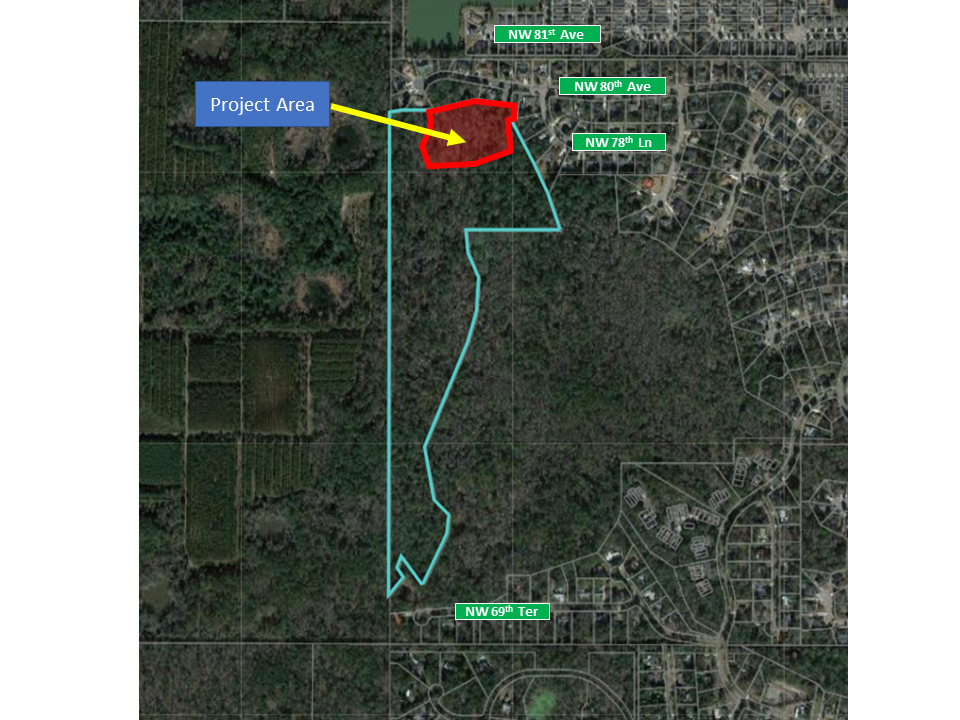 NW 81st Ave
NW 80th Ave
Project Area
NW 78th Ln
NW 69th Ter